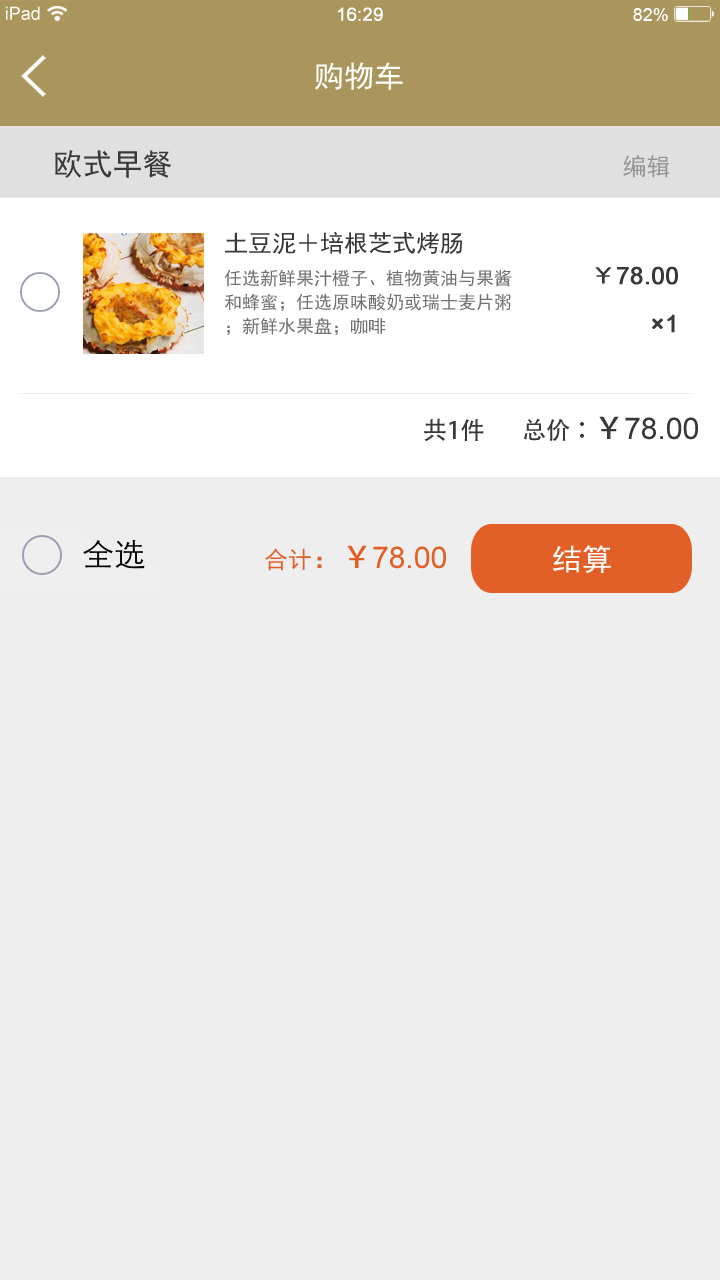 iPad 16:29 82%
购物车
欧式早餐 编辑
土豆泥＋培根芝式烤肠
任选新鲜果汁橙子、植物黄油与果酱
和蜂蜜；任选原味酸奶或瑞士麦片粥
；新鲜水果盘；咖啡
￥78.00
×1
共1件 总价：￥78.00
全选 合计：￥78.00 结算